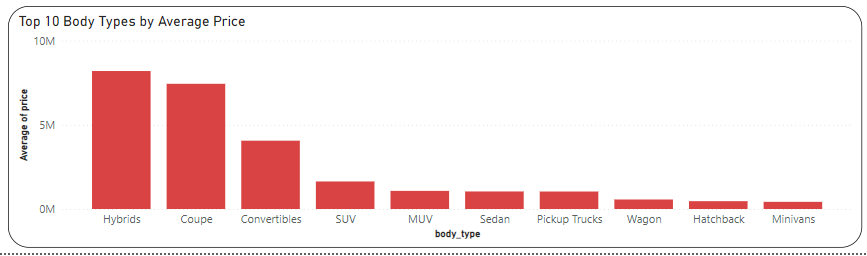 Top 10 Body Types by Average Price
10M
5M
0M
Average of price
Hybrids Coupe Convertibles SUV MUV Sedan Pickup Trucks Wagon Hatchback Minivans
body_type